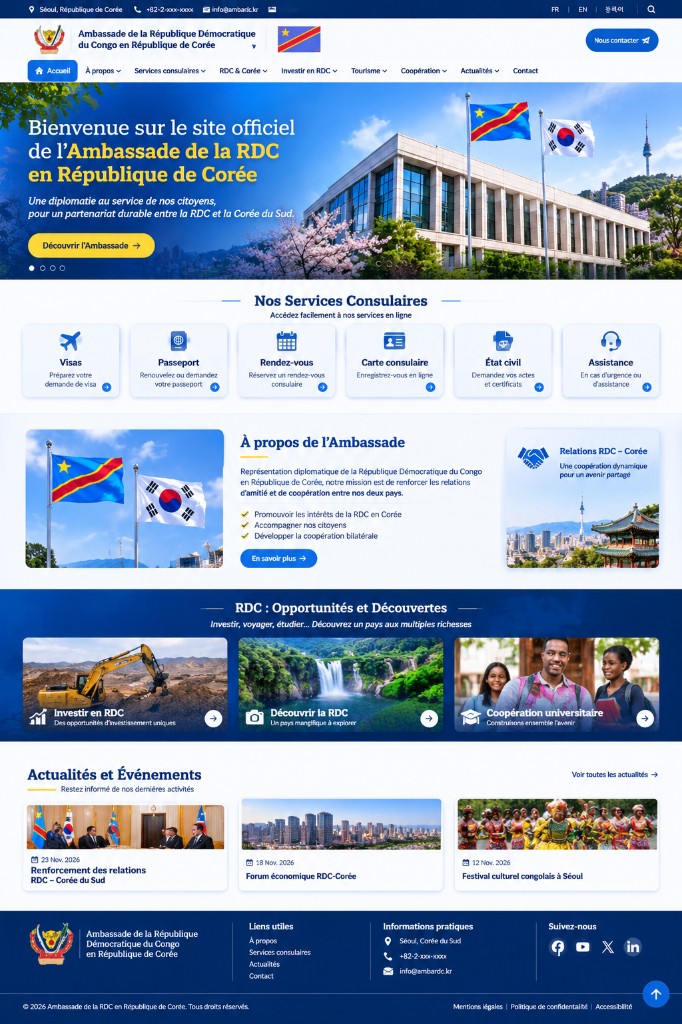 Séoul, République de Corée
+82-2-xxx-xxxx
info@ambardc.kr
FR | EN |
Ambassade de la République Démocratique
du Congo en République de Corée
Nous contacter
Accueil
À propos
Services consulaires
RDC & Corée
Investir en RDC
Tourisme
Coopération
Actualités
Contact
Bienvenue sur le site officiel
de l'Ambassade de la RDC
en République de Corée
Une diplomatie au service de nos citoyens,
pour un partenariat durable entre la RDC et la Corée du Sud.
Découvrir l'Ambassade →
Nos Services Consulaires
Accédez facilement à nos services en ligne
Visas
Préparez votre
demande de visa
Passeport
Renouvelez ou demandez
votre passeport
Rendez-vous
Réservez un rendez-vous
consulaire
Carte consulaire
Enregistrez-vous en ligne
État civil
Demandez vos actes
et certificats
Assistance
En cas d'urgence ou
d'assistance
À propos de l'Ambassade
Représentation diplomatique de la République Démocratique du Congo
en République de Corée, notre mission est de renforcer les relations
d'amitié et de coopération entre nos deux pays.
Promouvoir les intérêts de la RDC en Corée
Accompagner nos citoyens
Développer la coopération bilatérale
En savoir plus →
Relations RDC – Corée
Une coopération dynamique
pour un avenir partagé
RDC : Opportunités et Découvertes
Investir, voyager, étudier... Découvrez un pays aux multiples richesses
Investir en RDC
Des opportunités d'investissement uniques
Découvrir la RDC
Un pays magnifique à explorer
Coopération universitaire
Construisons ensemble l'avenir
Actualités et Événements
Restez informé de nos dernières activités
Voir toutes les actualités →
23 Nov. 2026
Renforcement des relations
RDC – Corée du Sud
18 Nov. 2026
Forum économique RDC-Corée
12 Nov. 2026
Festival culturel congolais à Séoul
Ambassade de la République
Démocratique du Congo
en République de Corée
Liens utiles
À propos
Services consulaires
Actualités
Contact
Informations pratiques
Séoul, Corée du Sud
+82-2-xxx-xxxx
info@ambardc.kr
Suivez-nous
© 2026 Ambassade de la RDC en République de Corée. Tous droits réservés.
Mentions légales | Politique de confidentialité | Accessibilité